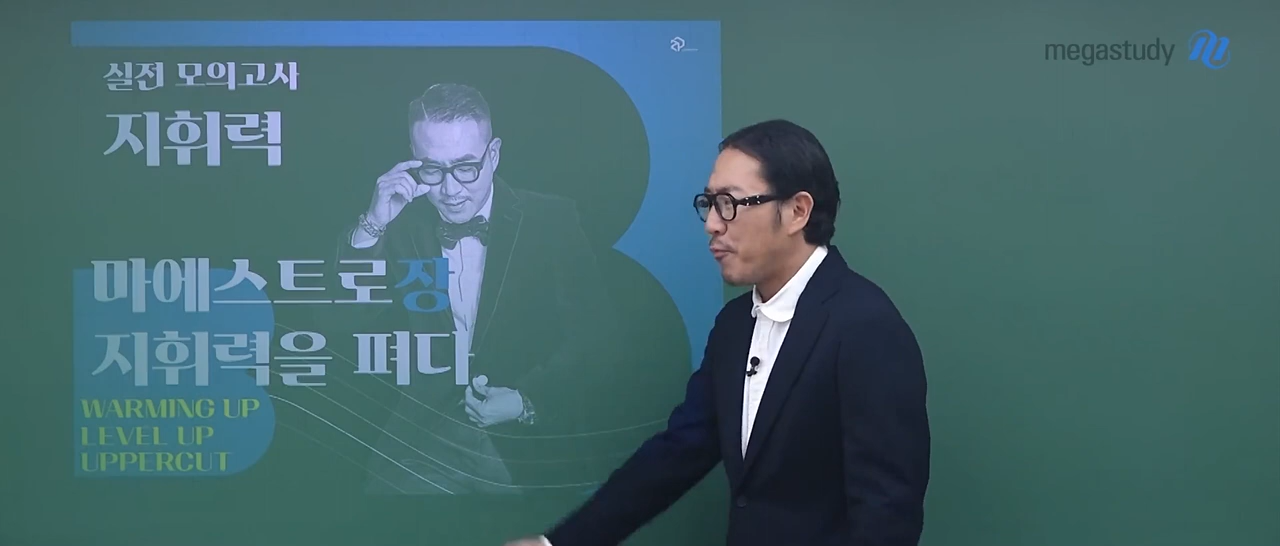 실전 모의고사
지휘력
마에스트로장
지휘력을 펴다
WARMING UP
LEVEL UP
UPPERCUT
megastudy